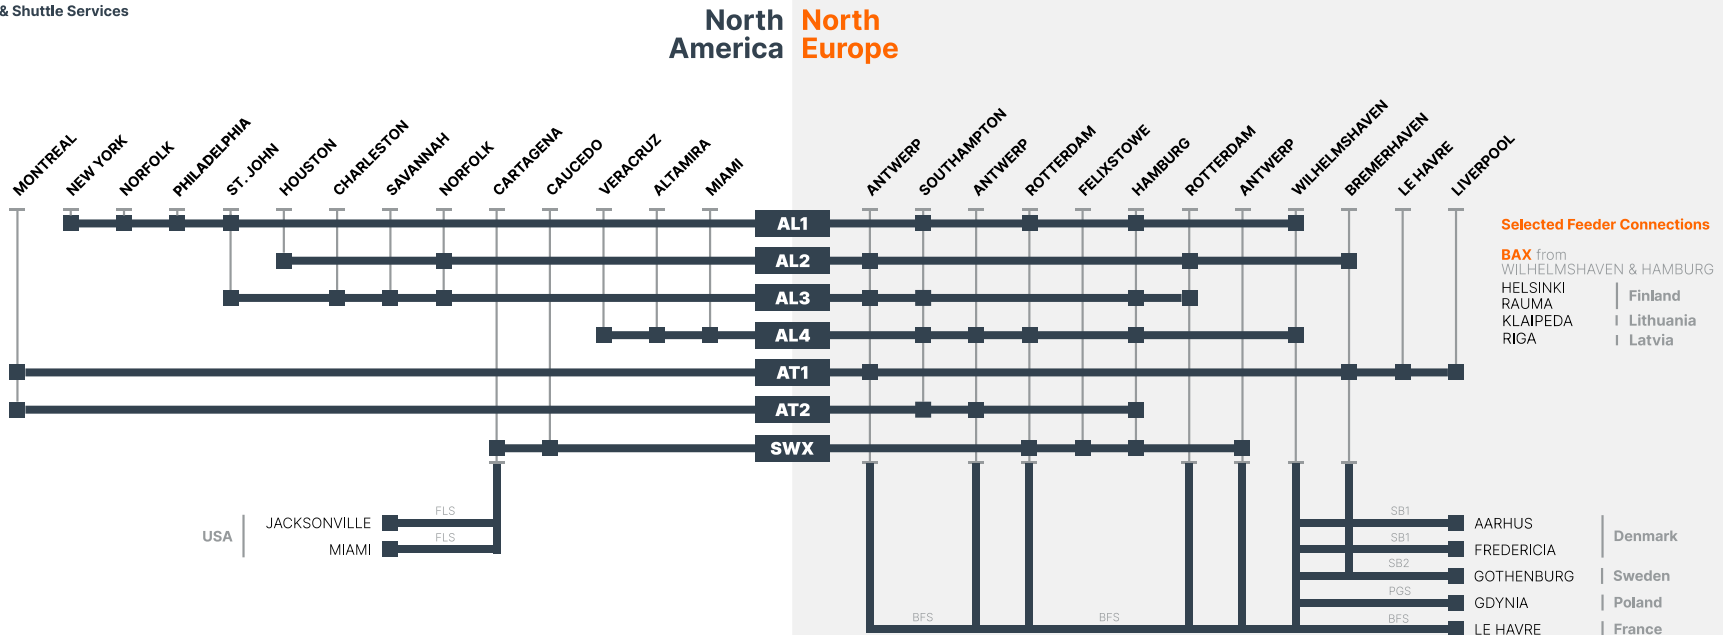 & Shuttle Services
North
America
North
Europe
MONTREAL
NEW YORK
NORFOLK
PHILADELPHIA
ST. JOHN
HOUSTON
CHARLESTON
SAVANNAH
NORFOLK
CARTAGENA
CAUCEDO
VERACRUZ
ALTAMIRA
MIAMI
ANTWERP
SOUTHAMPTON
ANTWERP
ROTTERDAM
FELIXSTOWE
HAMBURG
ROTTERDAM
ANTWERP
WILHELMSHAVEN
BREMERHAVEN
LE HAVRE
LIVERPOOL
AL1
AL2
AL3
AL4
AT1
AT2
SWX
Selected Feeder Connections
BAX from
WILHELMSHAVEN & HAMBURG
HELSINKI
RAUMA
Finland
KLAIPEDA
Lithuania
RIGA
Latvia
USA
JACKSONVILLE
FLS
MIAMI
FLS
SB1
AARHUS
SB1
FREDERICIA
Denmark
SB2
GOTHENBURG
Sweden
PGS
GDYNIA
Poland
BFS
BFS
BFS
LE HAVRE
France